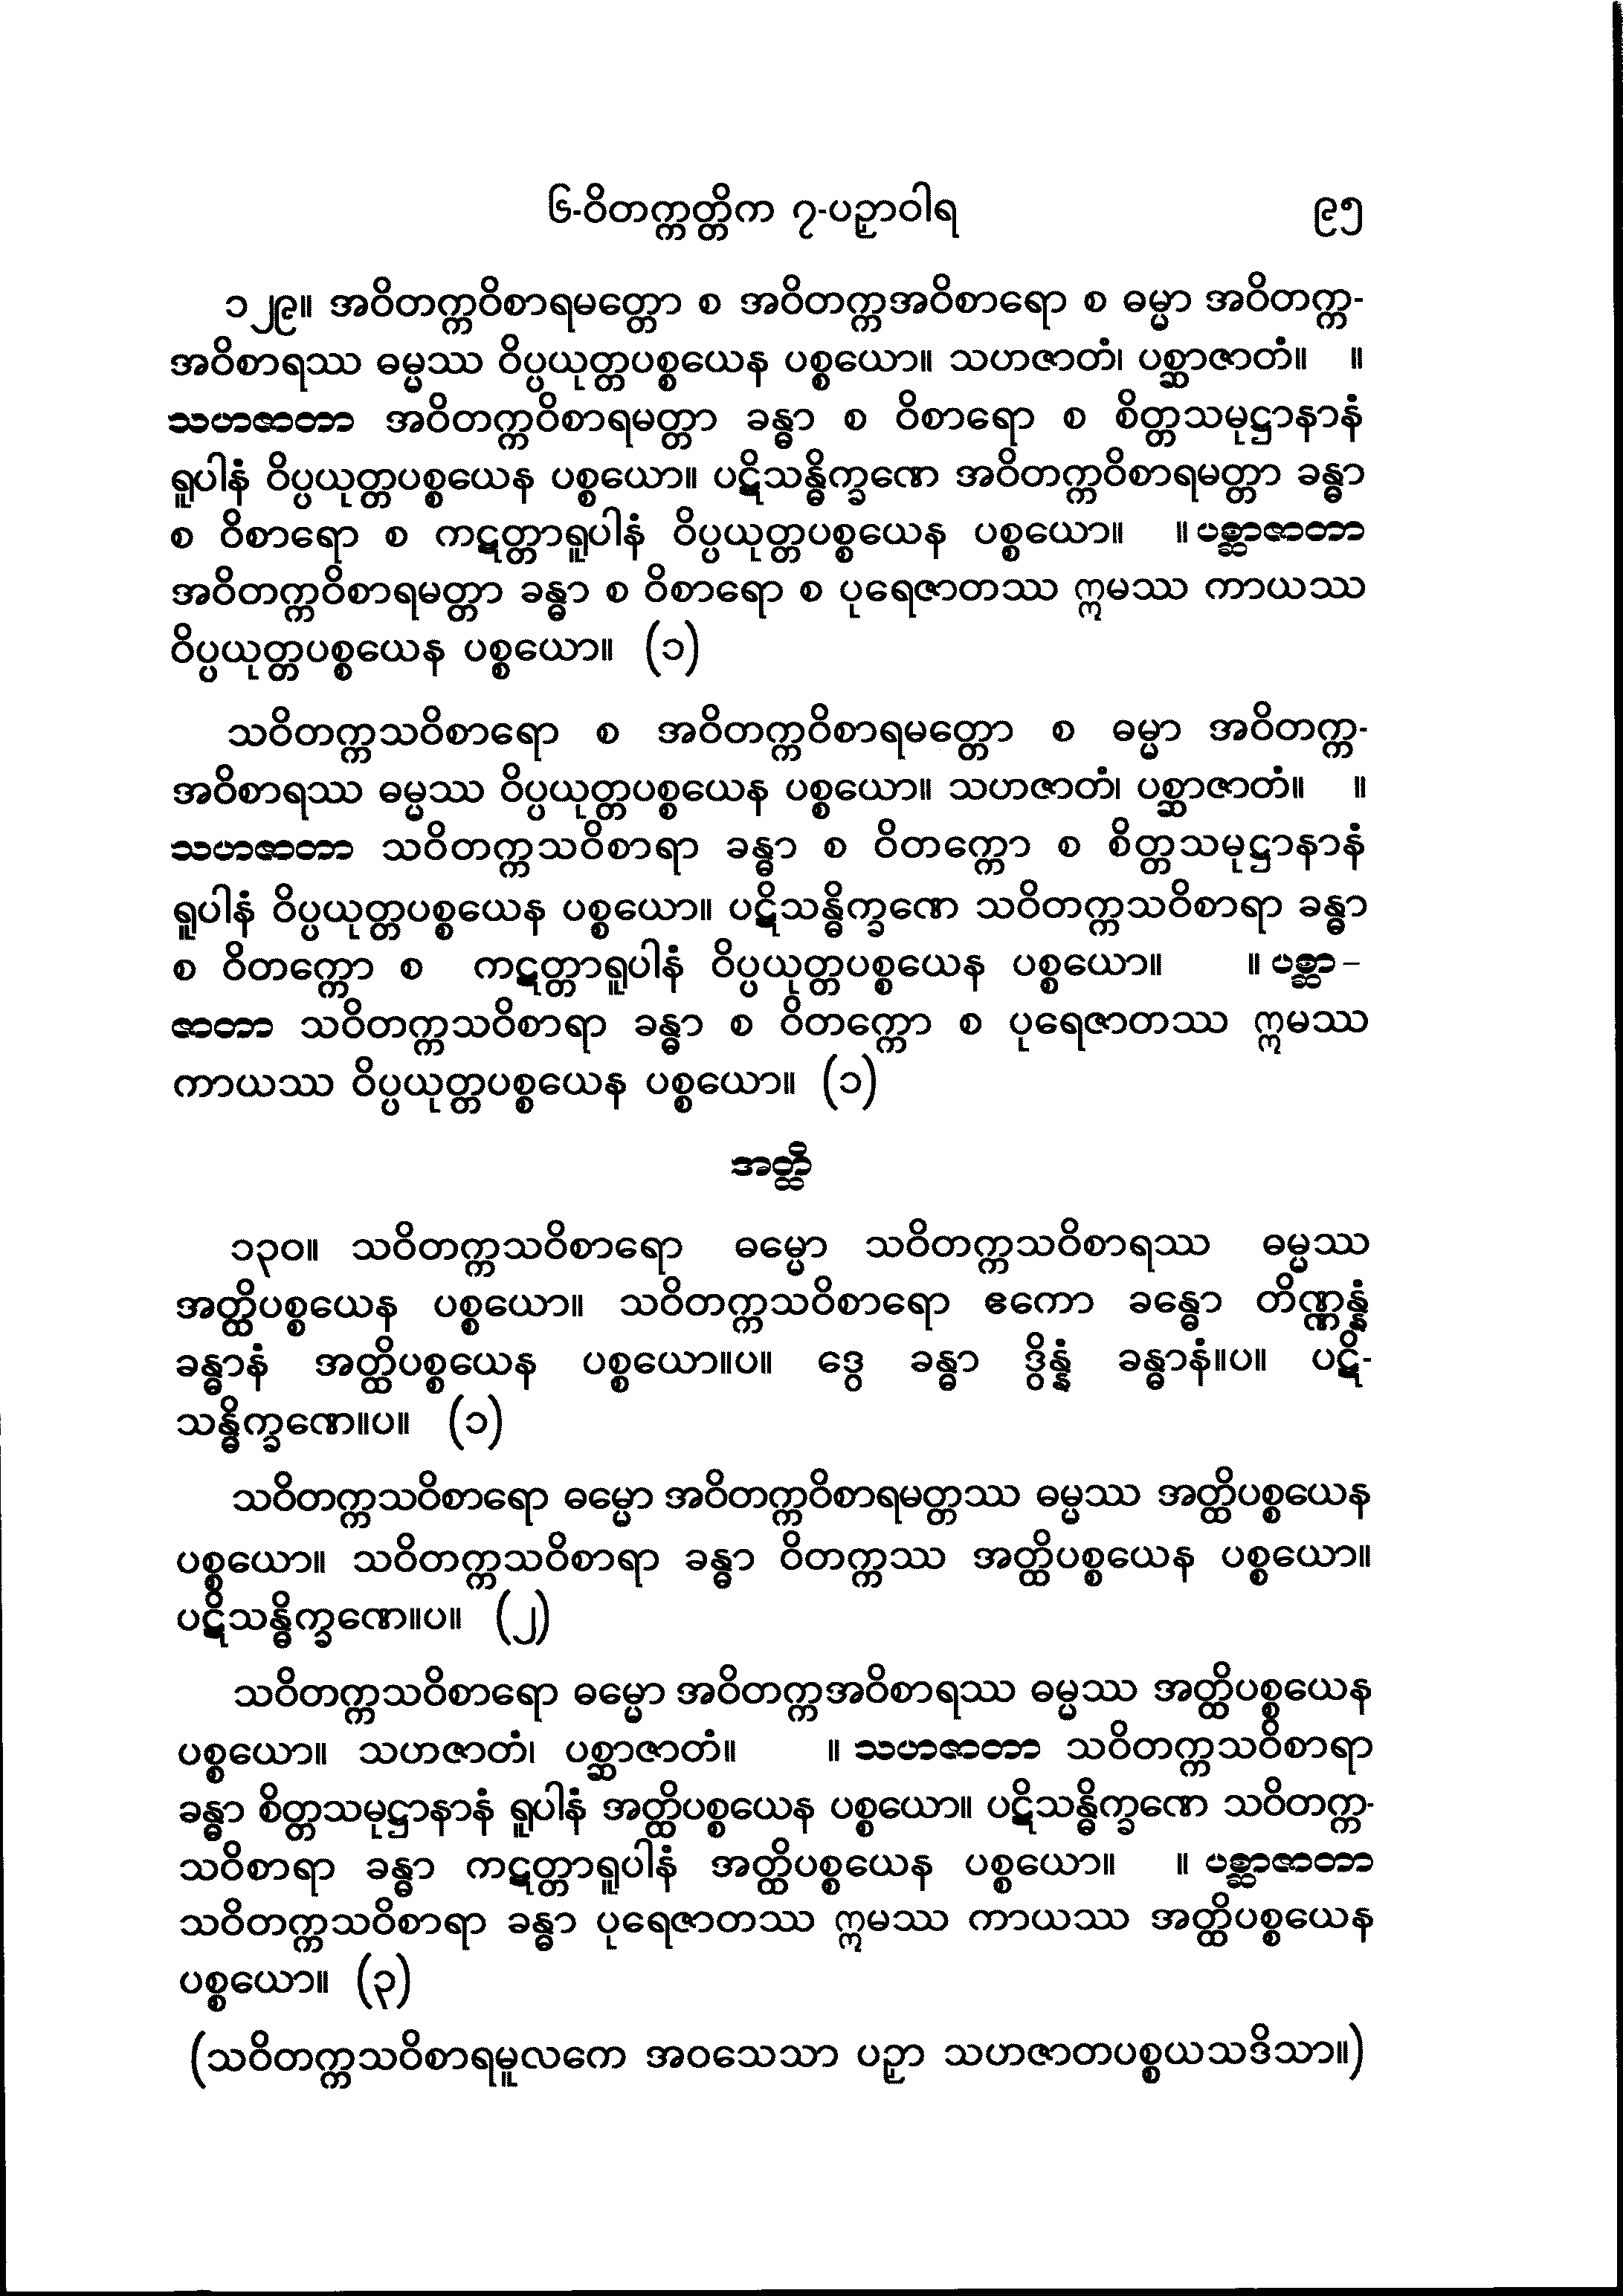 ၆-ဝိတက္ကတ္တိက ၇-ပဉှာဝါရ ၉၅
၁၂၉။ အဝိတက္ကဝိစာရမတ္တော စ အဝိတက္ကအဝိစာရော စ ဓမ္မာ အဝိတက္က-
အဝိစာရဿ ဓမ္မဿ ဝိပ္ပယုတ္တပစ္စယေန ပစ္စယော။ သဟဇာတံ၊ ပစ္ဆာဇာတံ။ ။
သဟဇာတာ အဝိတက္ကဝိစာရမတ္တာ ခန္ဓာ စ ဝိစာရော စ စိတ္တသမုဋ္ဌာနာနံ
ရူပါနံ ဝိပ္ပယုတ္တပစ္စယေန ပစ္စယော။ ပဋိသန္ဓိက္ခဏေ အဝိတက္ကဝိစာရမတ္တာ ခန္ဓာ
စ ဝိစာရော စ ကဋတ္တာရူပါနံ ဝိပ္ပယုတ္တပစ္စယေန ပစ္စယော။ ။ ပစ္ဆာဇာတာ
အဝိတက္ကဝိစာရမတ္တာ ခန္ဓာ စ ဝိစာရော စ ပုရေဇာတဿ ဣမဿ ကာယဿ
ဝိပ္ပယုတ္တပစ္စယေန ပစ္စယော။ (၁)
သဝိတက္ကသဝိစာရော စ အဝိတက္ကဝိစာရမတ္တော စ ဓမ္မာ အဝိတက္က-
အဝိစာရဿ ဓမ္မဿ ဝိပ္ပယုတ္တပစ္စယေန ပစ္စယော။ သဟဇာတံ၊ ပစ္ဆာဇာတံ။ ။
သဟဇာတာ သဝိတက္ကသဝိစာရာ ခန္ဓာ စ ဝိတက္ကော စ စိတ္တသမုဋ္ဌာနာနံ
ရူပါနံ ဝိပ္ပယုတ္တပစ္စယေန ပစ္စယော။ ပဋိသန္ဓိက္ခဏေ သဝိတက္ကသဝိစာရာ ခန္ဓာ
စ ဝိတက္ကော စ ကဋတ္တာရူပါနံ ဝိပ္ပယုတ္တပစ္စယေန ပစ္စယော။ ။ ပစ္ဆာ-
ဇာတာ သဝိတက္ကသဝိစာရာ ခန္ဓာ စ ဝိတက္ကော စ ပုရေဇာတဿ ဣမဿ
ကာယဿ ဝိပ္ပယုတ္တပစ္စယေန ပစ္စယော။ (၁)
အတ္ထိ
၁၃၀။ သဝိတက္ကသဝိစာရော ဓမ္မော သဝိတက္ကသဝိစာရဿ ဓမ္မဿ
အတ္ထိပစ္စယေန ပစ္စယော။ သဝိတက္ကသဝိစာရော ဧကော ခန္ဓော တိဏ္ဏန္နံ
ခန္ဓာနံ အတ္ထိပစ္စယေန ပစ္စယော။ပ။ ဒွေ ခန္ဓာ ဒွိန္နံ ခန္ဓာနံ။ပ။ ပဋိ-
သန္ဓိက္ခဏေ။ပ။ (၁)
သဝိတက္ကသဝိစာရော ဓမ္မော အဝိတက္ကဝိစာရမတ္တဿ ဓမ္မဿ အတ္ထိပစ္စယေန
ပစ္စယော။ သဝိတက္ကသဝိစာရာ ခန္ဓာ ဝိတက္ကဿ အတ္ထိပစ္စယေန ပစ္စယော။
ပဋိသန္ဓိက္ခဏေ။ပ။ (၂)
သဝိတက္ကသဝိစာရော ဓမ္မော အဝိတက္ကအဝိစာရဿ ဓမ္မဿ အတ္ထိပစ္စယေန
ပစ္စယော။ သဟဇာတံ၊ ပစ္ဆာဇာတံ။ ။ သဟဇာတာ သဝိတက္ကသဝိစာရာ
ခန္ဓာ စိတ္တသမုဋ္ဌာနာနံ ရူပါနံ အတ္ထိပစ္စယေန ပစ္စယော။ ပဋိသန္ဓိက္ခဏေ သဝိတက္က-
သဝိစာရာ ခန္ဓာ ကဋတ္တာရူပါနံ အတ္ထိပစ္စယေန ပစ္စယော။ ။ ပစ္ဆာဇာတာ
သဝိတက္ကသဝိစာရာ ခန္ဓာ ပုရေဇာတဿ ဣမဿ ကာယဿ အတ္ထိပစ္စယေန
ပစ္စယော။ (၃)
(သဝိတက္ကသဝိစာရမူလကေ အဝသေသာ ပဉှာ သဟဇာတပစ္စယသဒိသာ။)